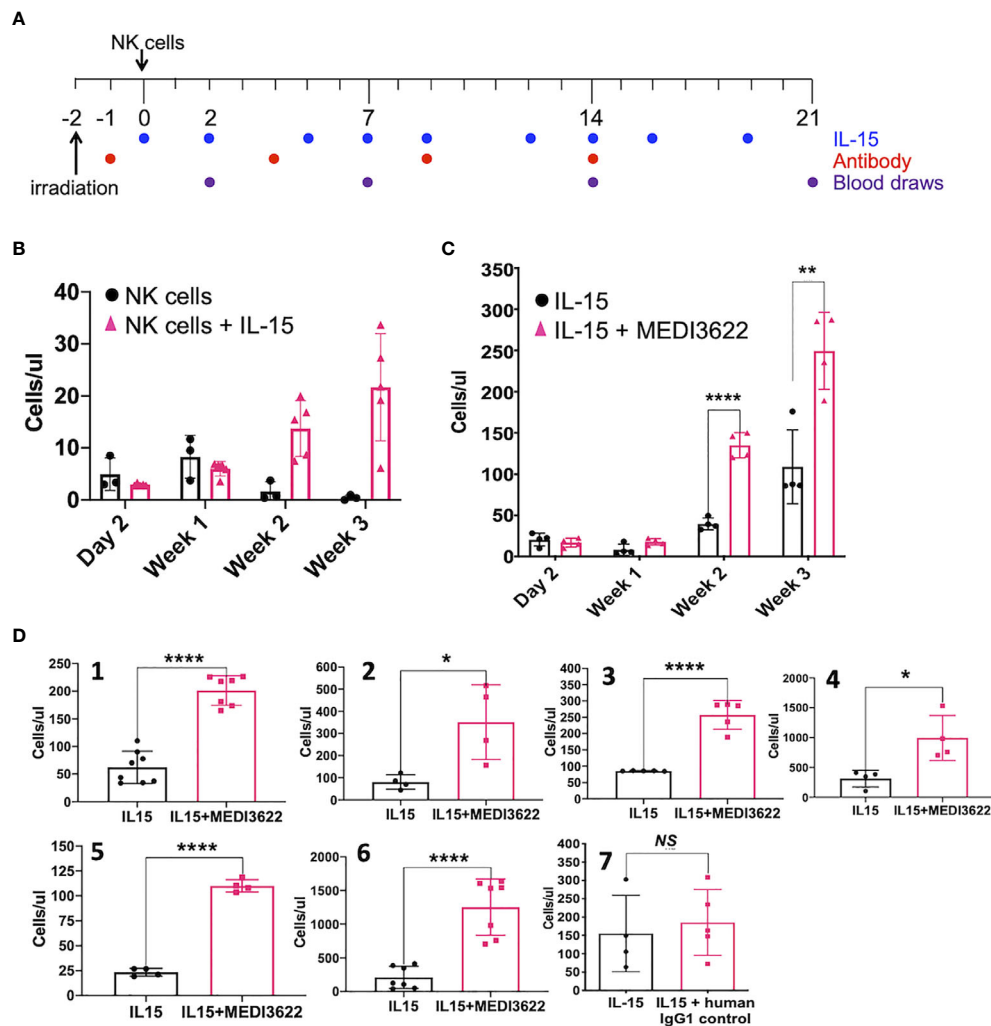 A
NK cells
-2 -1 0 2 7 14 21
IL-15
Antibody
irradiation
Blood draws
B
NK cells
NK cells + IL-15
Cells/ul
40
30
20
10
0
Day 2 Week 1 Week 2 Week 3
C
IL-15
IL-15 + MEDI3622
Cells/ul
350
300
250
200
150
100
50
0
**
****
Day 2 Week 1 Week 2 Week 3
D
1
****
Cells/ul
250
200
150
100
50
0
IL15 IL15+MEDI3622
2
*
Cells/ul
600
400
300
200
100
0
IL15 IL15+MEDI3622
3
****
Cells/ul
400
350
300
250
200
150
100
50
0
IL15 IL15+MEDI3622
4
*
Cells/ul
2000
1500
1000
500
0
IL15 IL15+MEDI3622
5
****
Cells/ul
150
125
100
75
50
25
0
IL15 IL15+MEDI3622
6
****
Cells/ul
2000
1500
1000
500
0
IL15 IL15+MEDI3622
7
NS
Cells/ul
400
350
300
250
200
150
100
50
0
IL-15 IL15 + human
IgG1 control